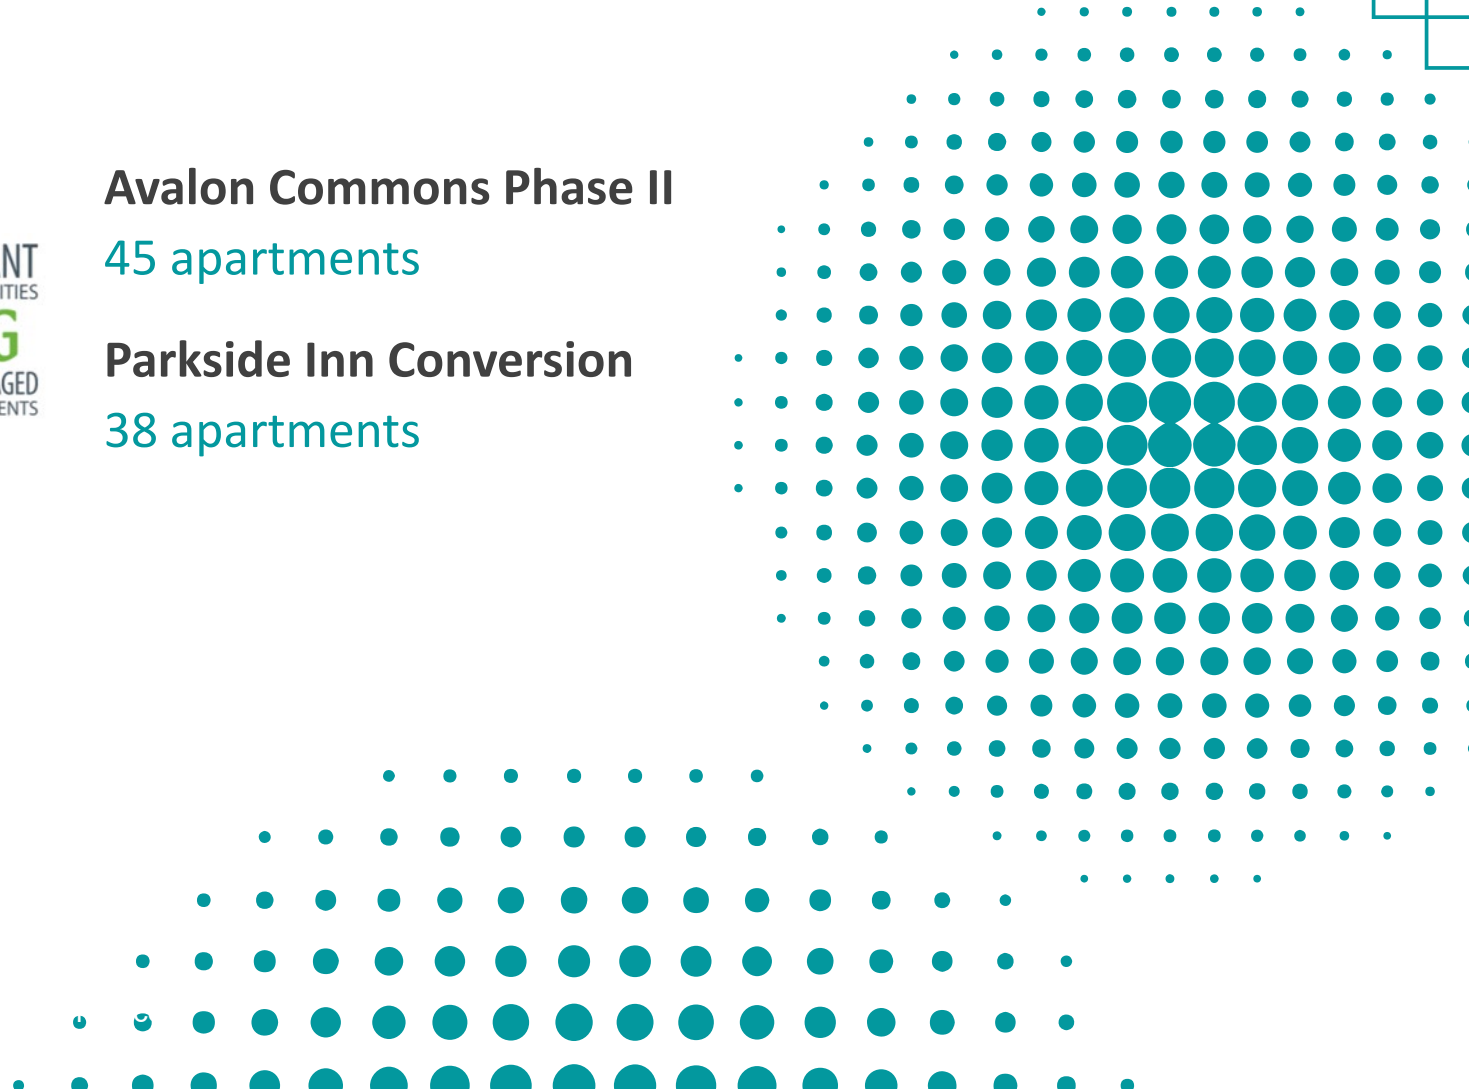 Avalon Commons Phase II
45 apartments
Parkside Inn Conversion
38 apartments